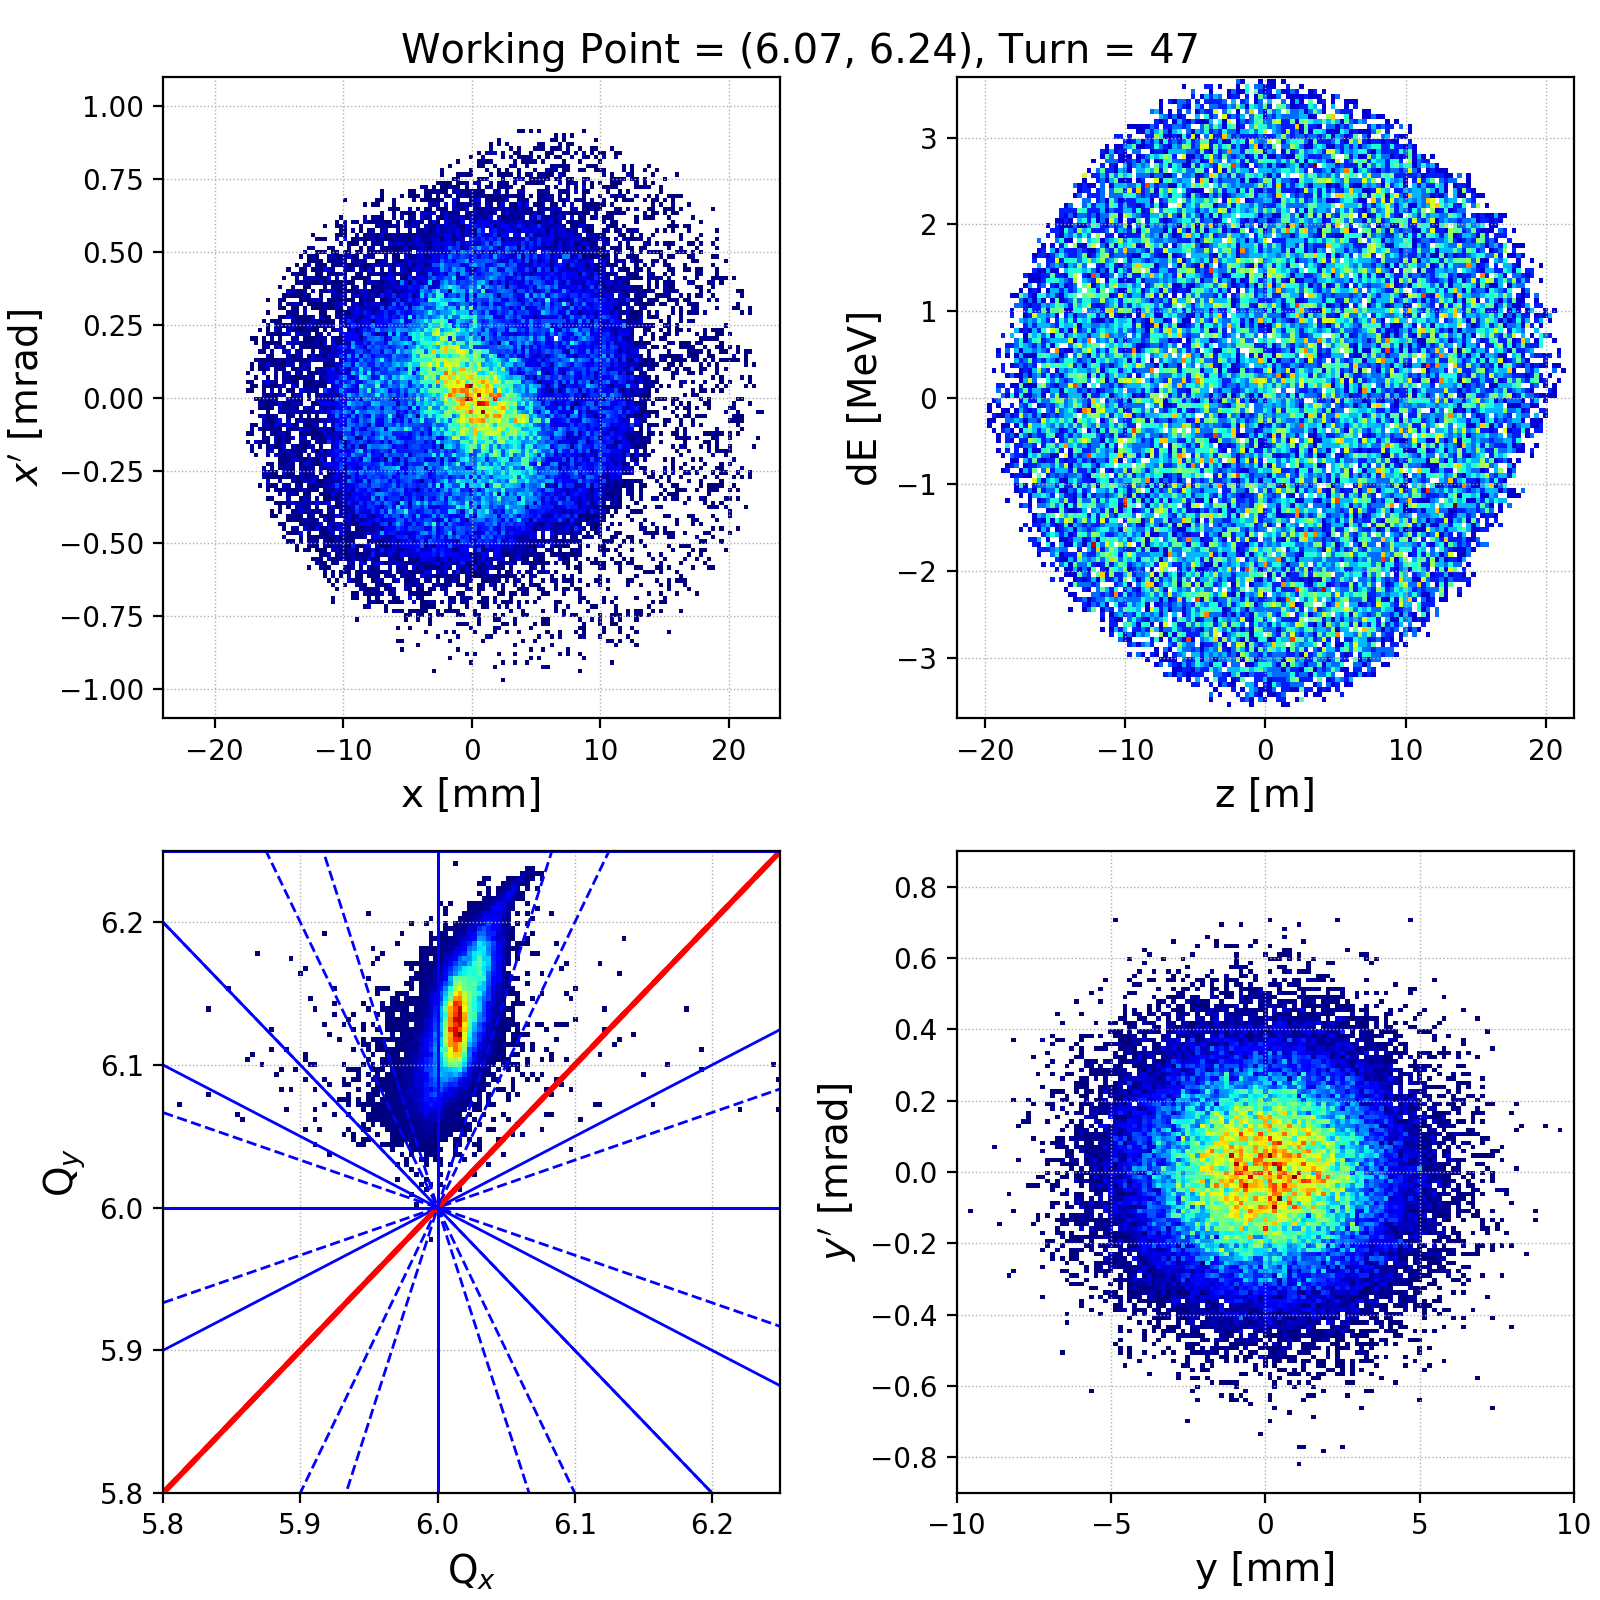 Working Point = (6.07, 6.24), Turn = 47
1.00
0.75
0.50
0.25
0.00
−0.25
−0.50
−0.75
−1.00
x′ [mrad]
−20 −10 0 10 20
x [mm]
3
2
1
0
−1
−2
−3
dE [MeV]
−20 −10 0 10 20
z [m]
6.2
6.1
6.0
5.9
5.8
Qy
5.8 5.9 6.0 6.1 6.2
Qx
0.8
0.6
0.4
0.2
0.0
−0.2
−0.4
−0.6
−0.8
y′ [mrad]
−10 −5 0 5 10
y [mm]